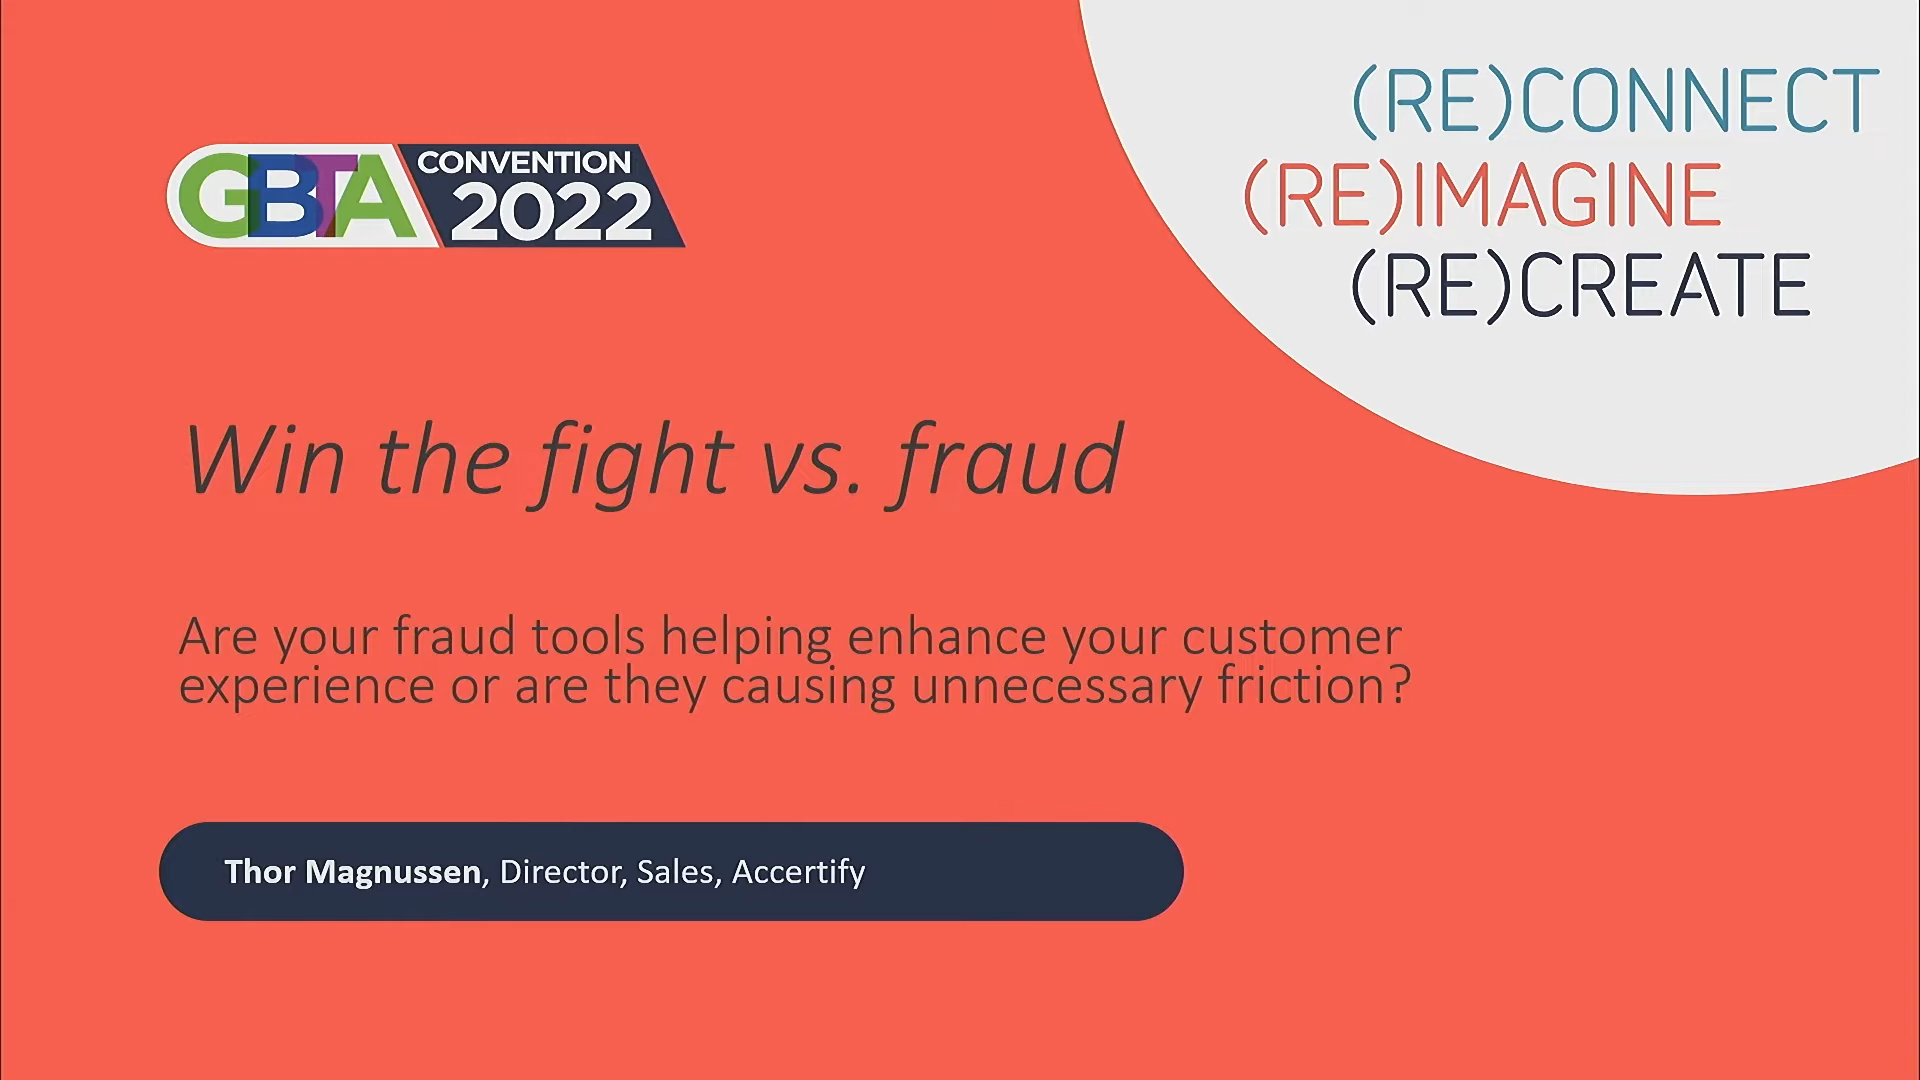 (RE)CONNECT
(RE)IMAGINE
(RE)CREATE
GBTA CONVENTION
2022
Win the fight vs. fraud
Are your fraud tools helping enhance your customer
experience or are they causing unnecessary friction?
Thor Magnussen, Director, Sales, Accertify